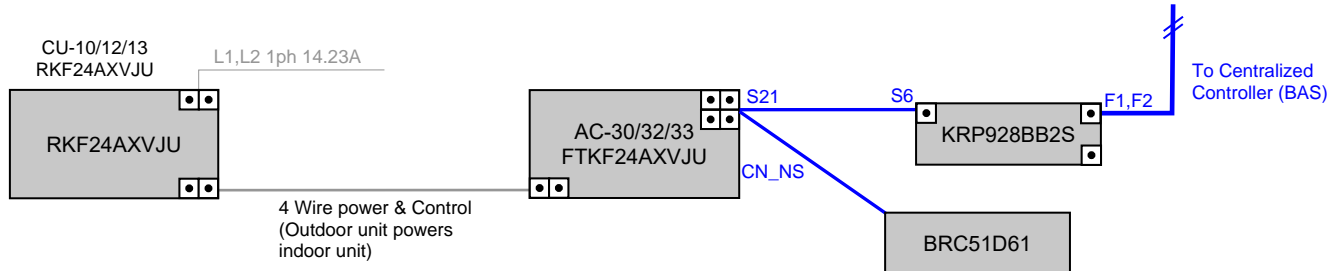 CU-10/12/13
RKF24AXVJU
L1,L2 1ph 14.23A
RKF24AXVJU
4 Wire power & Control
(Outdoor unit powers
indoor unit)
AC-30/32/33
FTKF24AXVJU
S21
S6
CN_NS
KRP928BB2S
F1,F2
To Centralized
Controller (BAS)
BRC51D61